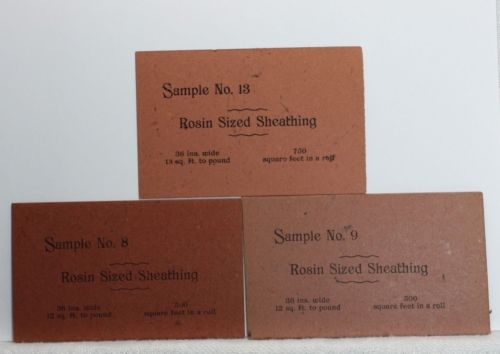 Sample No. 13
Rosin Sized Sheathing
36 ins. wide
13 sq. ft. to pound
750
square feet in a roll
Sample No. 8
Rosin Sized Sheathing
36 ins. wide
12 sq. ft. to pound
500
square feet in a roll
Sample No. 9
Rosin Sized Sheathing
36 ins. wide
12 sq. ft. to pound
500
square feet in a roll